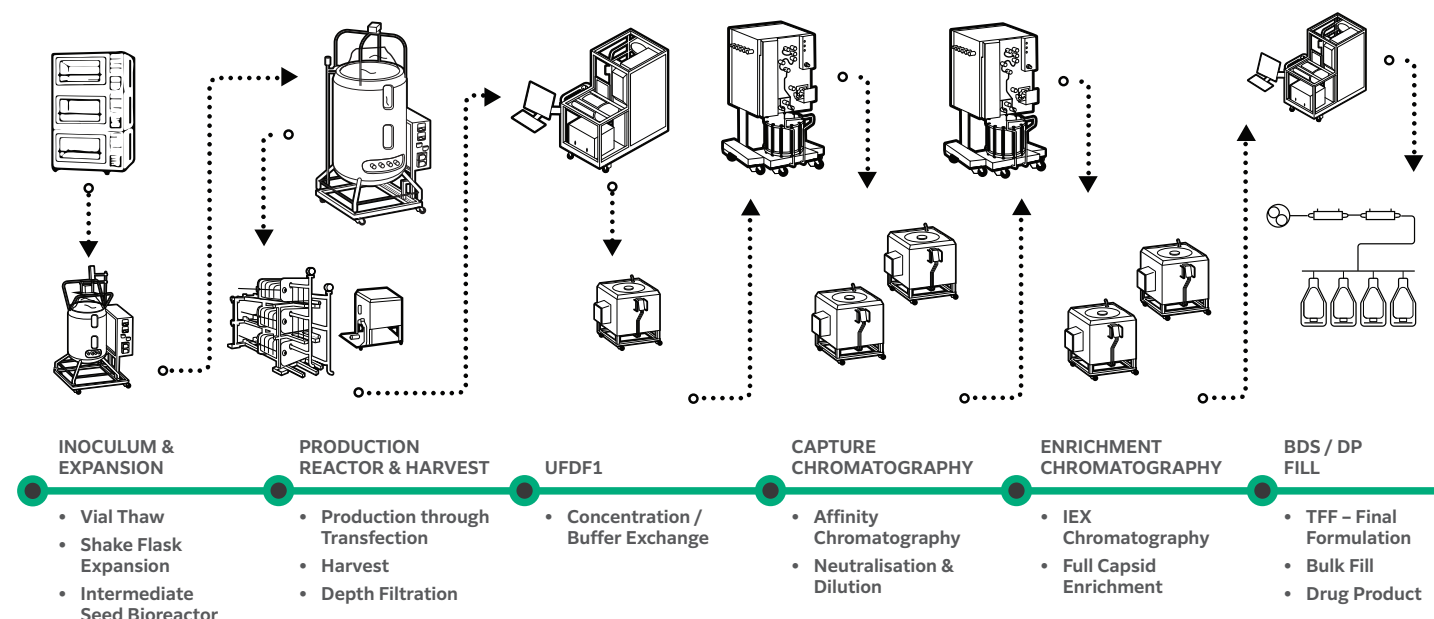 INOCULUM &
EXPANSION
• Vial Thaw
• Shake Flask
Expansion
• Intermediate
Seed Bioreactor
PRODUCTION
REACTOR & HARVEST
• Production through
Transfection
• Harvest
• Depth Filtration
UFDF1
• Concentration /
Buffer Exchange
CAPTURE
CHROMATOGRAPHY
• Affinity
Chromatography
• Neutralisation &
Dilution
ENRICHMENT
CHROMATOGRAPHY
• IEX
Chromatography
• Full Capsid
Enrichment
BDS / DP
FILL
• TFF – Final
Formulation
• Bulk Fill
• Drug Product